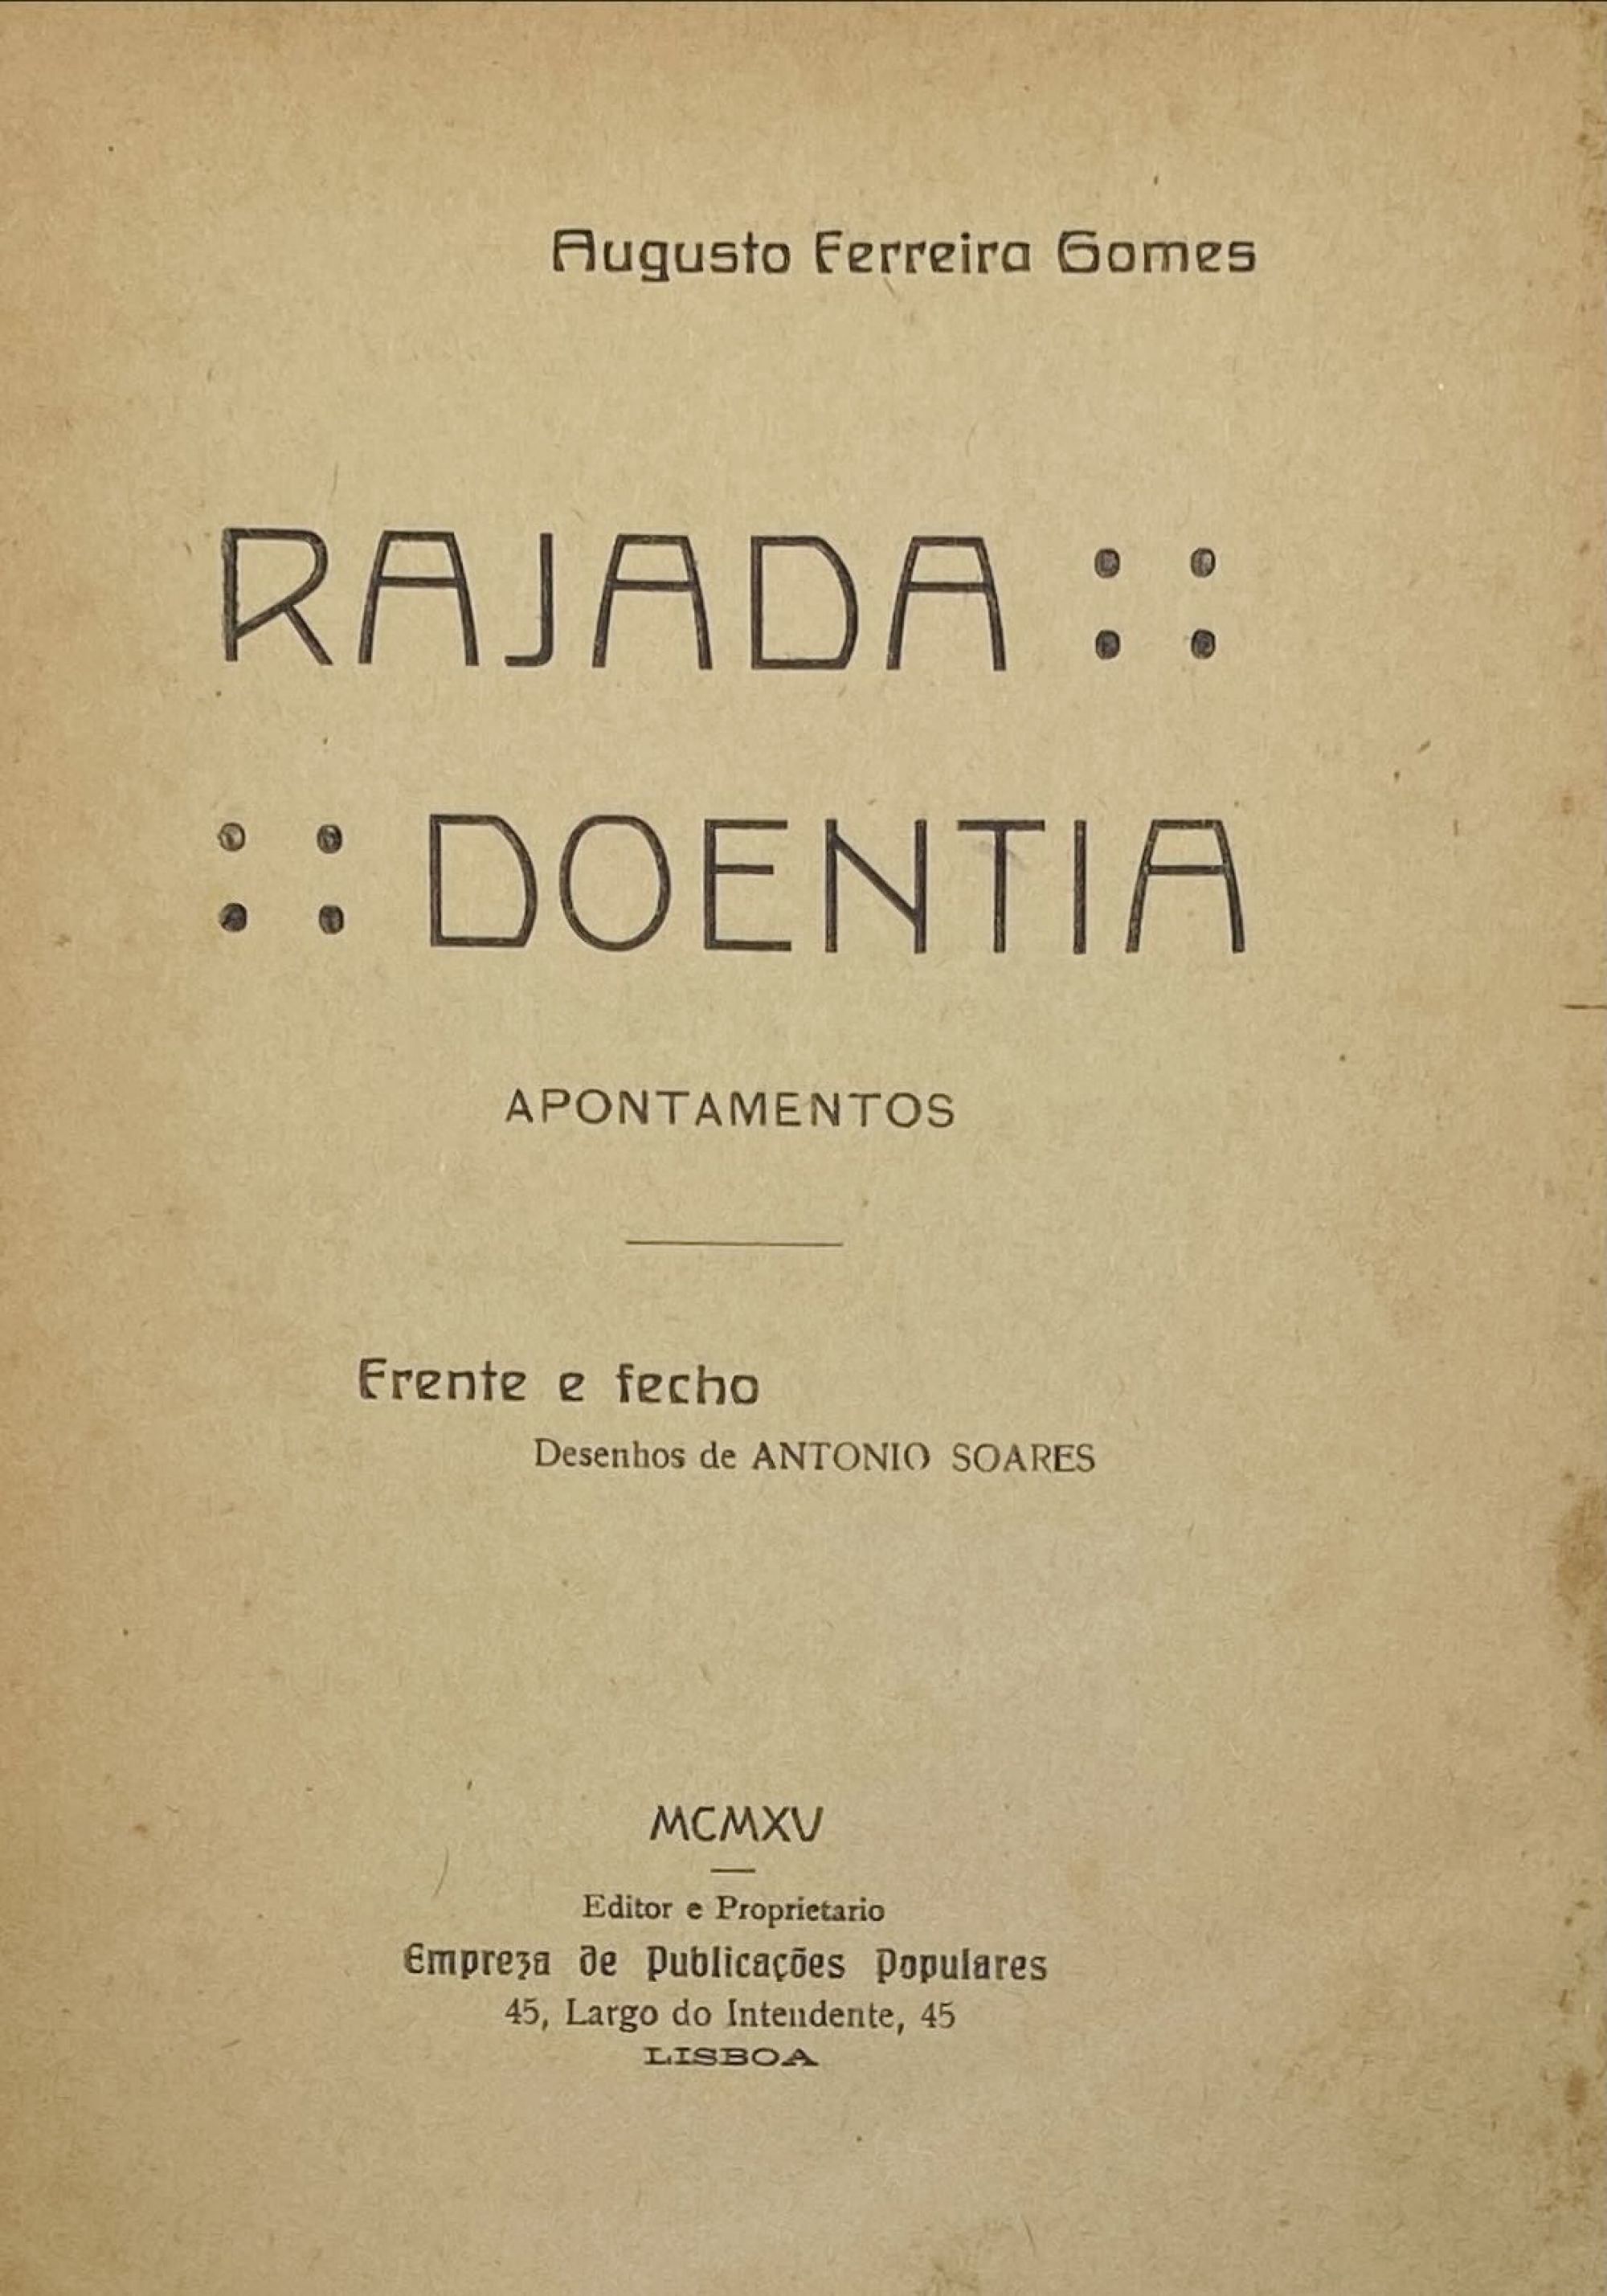 Augusto Ferreira Gomes
RAJADA ::
:: DOENTIA
APONTAMENTOS
Frente e fecho
Desenhos de ANTONIO SOARES
MCMXV
Editor e Proprietario
Empreza de Publicações Populares
45, Largo do Intendente, 45
LISBOA